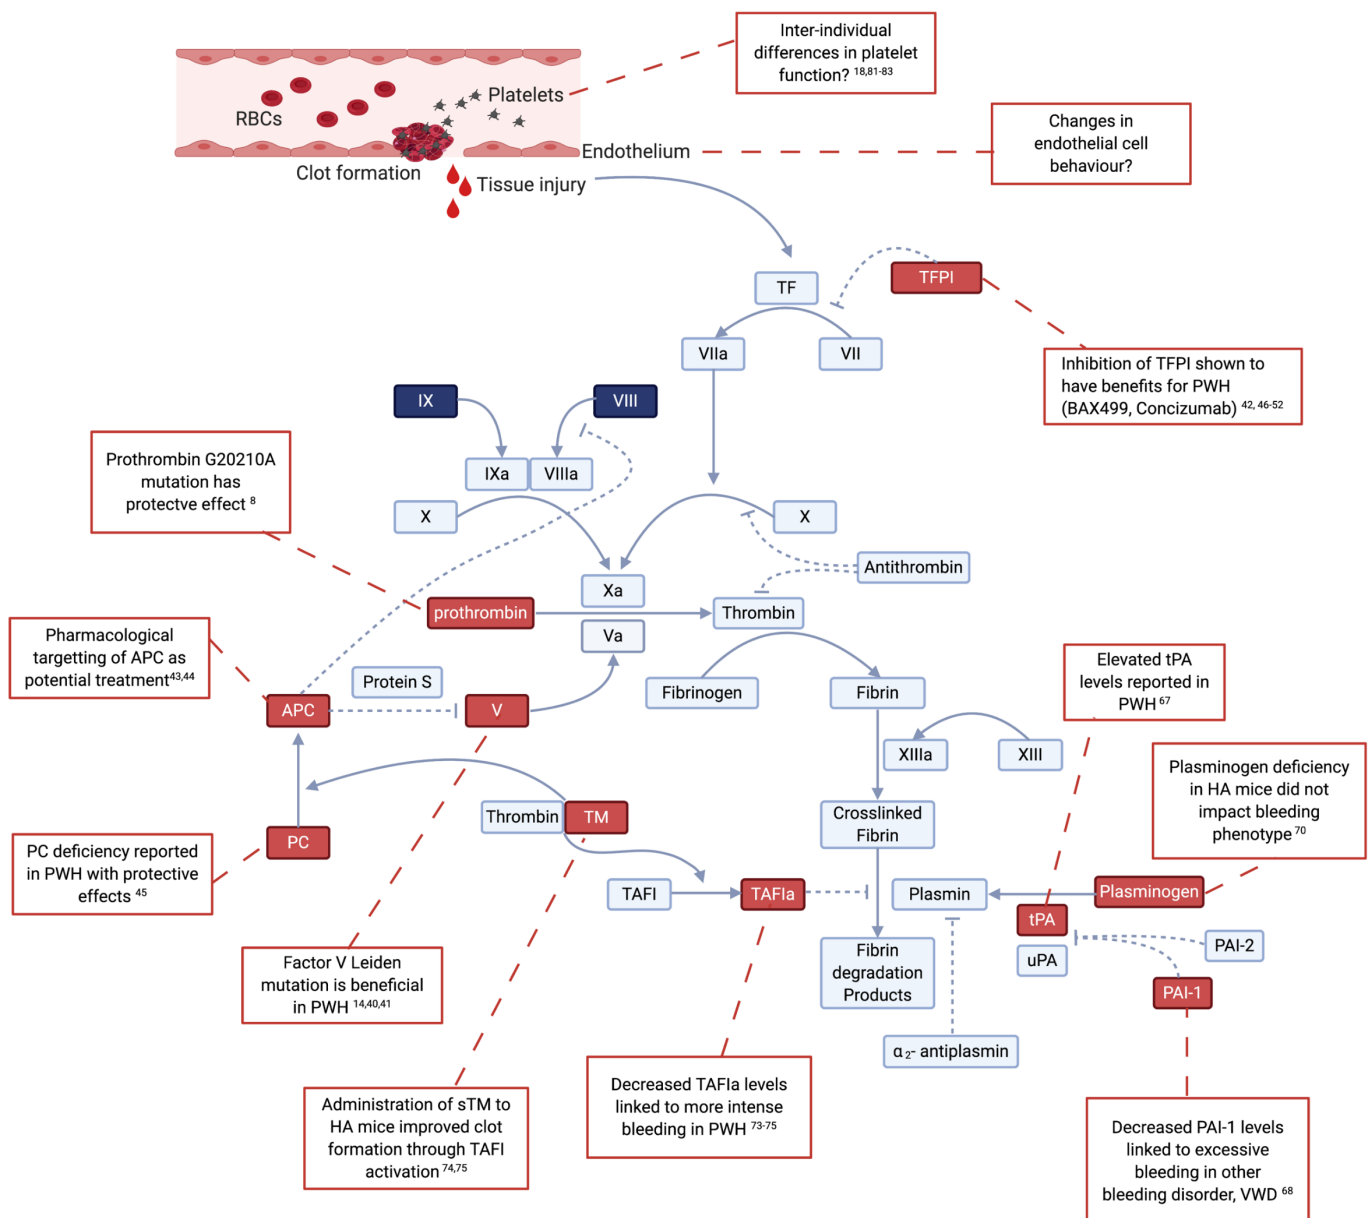 Inter-individual
differences in platelet
function? 18,81-83
Platelets
RBCs
Changes in
endothelial cell
behaviour?
Endothelium
Clot formation
Tissue injury
TF
TFPI
VIIa
VII
Inhibition of TFPI shown to
have benefits for PWH
(BAX499, Concizumab) 42, 46-52
IX
VIII
IXa
VIIIa
Prothrombin G20210A
mutation has
protectve effect 8
X
X
Antithrombin
Xa
prothrombin
Thrombin
Va
Pharmacological
targetting of APC as
potential treatment43,44
Protein S
Fibrinogen
Fibrin
Elevated tPA
levels reported in
PWH 67
APC
V
XIIIa
XIII
Plasminogen deficiency
in HA mice did not
impact bleeding
phenotype 70
Thrombin
TM
Crosslinked
Fibrin
PC
PC deficiency reported
in PWH with protective
effects 45
TAFI
TAFIa
Plasmin
Plasminogen
tPA
uPA
PAI-2
Fibrin
degradation
Products
PAI-1
Factor V Leiden
mutation is beneficial
in PWH 14,40,41
α2- antiplasmin
Administration of sTM to
HA mice improved clot
formation through TAFI
activation 74,75
Decreased TAFIa levels
linked to more intense
bleeding in PWH 73-75
Decreased PAI-1 levels
linked to excessive
bleeding in other
bleeding disorder, VWD 68